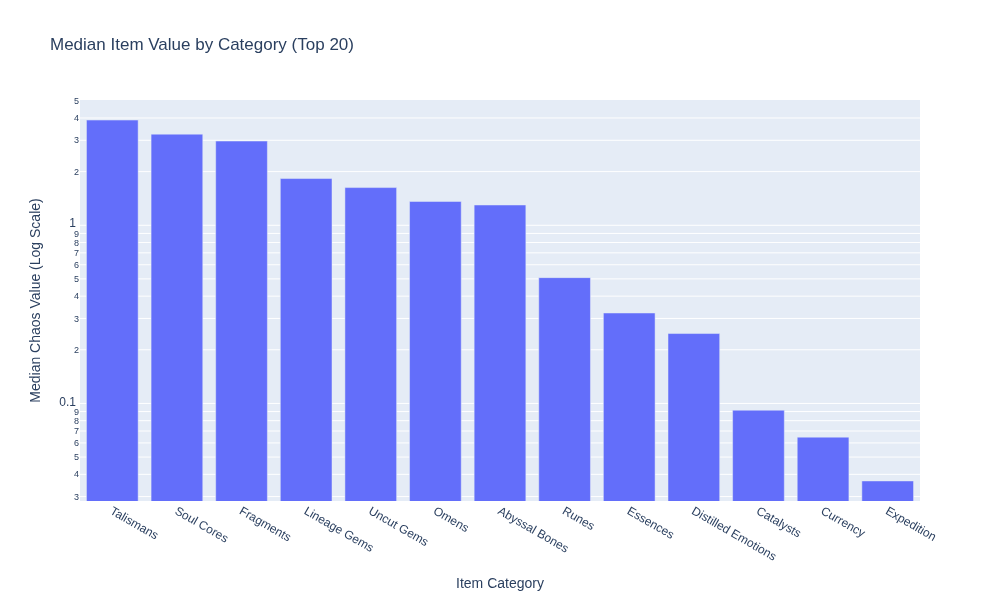 Median Item Value by Category (Top 20)
5
4
3
2
1
9
8
7
6
5
4
3
2
0.1
9
8
7
6
5
4
3
Median Chaos Value (Log Scale)
Talismans
Soul Cores
Fragments
Lineage Gems
Uncut Gems
Omens
Abyssal Bones
Runes
Essences
Distilled Emotions
Catalysts
Currency
Expedition
Item Category